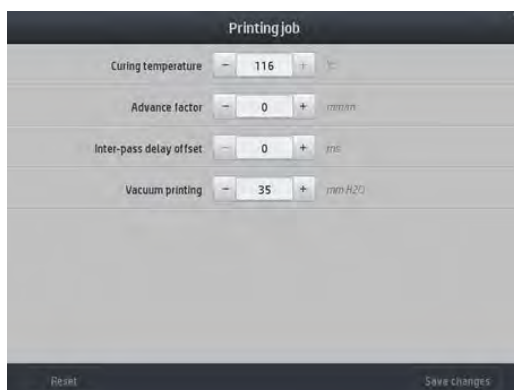 Printing job
Curing temperature - 116 + °C
Advance factor - 0 + mm/m
Inter-pass delay offset - 0 + ms
Vacuum printing - 35 + mm H2O
Reset Save changes